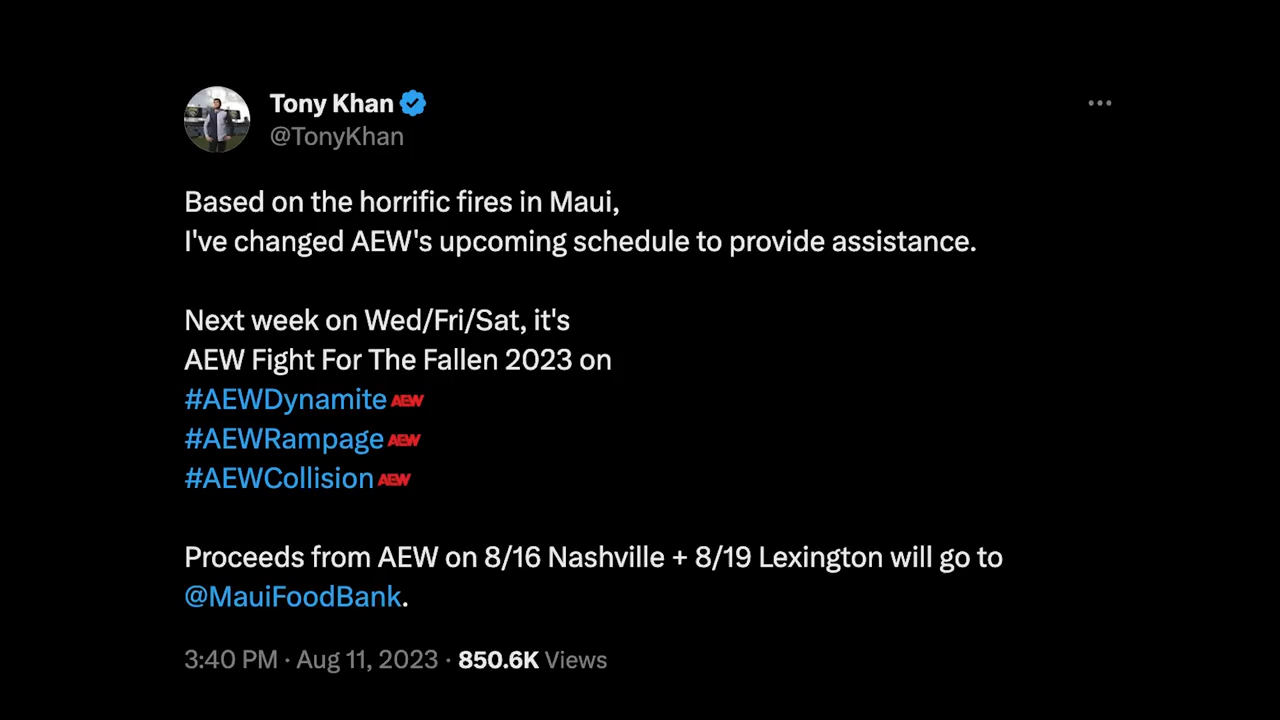 Tony Khan
@TonyKhan
Based on the horrific fires in Maui,
I've changed AEW's upcoming schedule to provide assistance.
Next week on Wed/Fri/Sat, it's
AEW Fight For The Fallen 2023 on
#AEWDynamite AEW
#AEWRampage AEW
#AEWCollision AEW
Proceeds from AEW on 8/16 Nashville + 8/19 Lexington will go to
@MauiFoodBank.
3:40 PM · Aug 11, 2023 · 850.6K Views